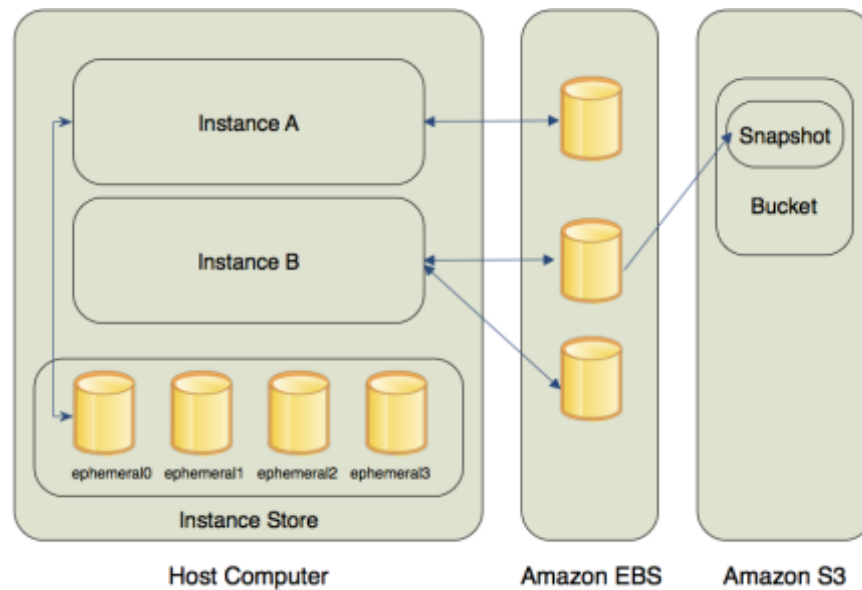 Instance A
Instance B
Snapshot
Bucket
ephemeral0 ephemeral1 ephemeral2 ephemeral3
Instance Store
Host Computer Amazon EBS Amazon S3